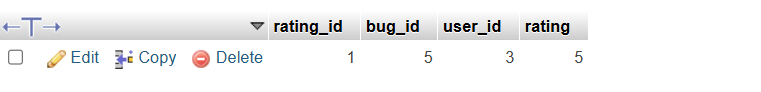 rating_id bug_id user_id rating
Edit Copy Delete 1 5 3 5